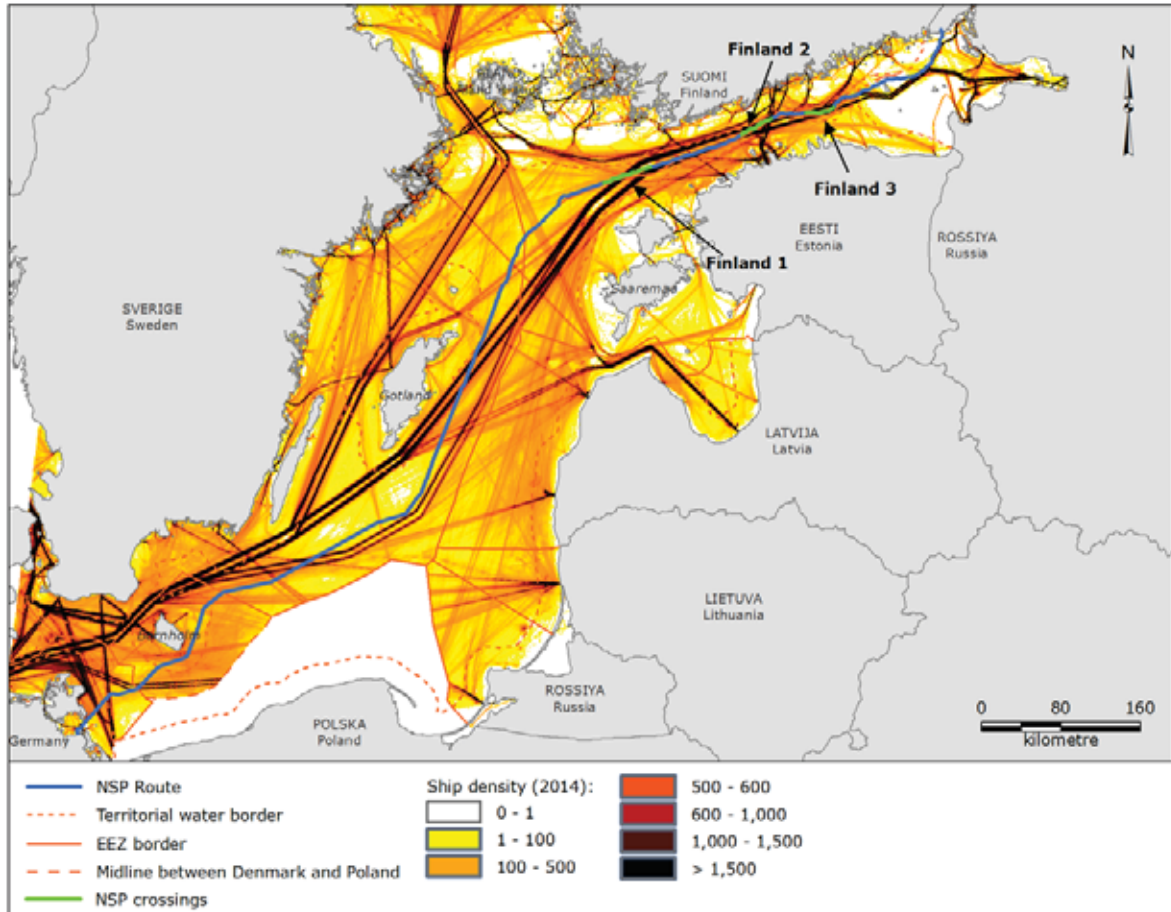 Finland 2
N
S
ÅLAND
SUOMI
Finland
Finland 3
EESTI
Estonia
ROSSIYA
Russia
Finland 1
Saaremaa
SVERIGE
Sweden
Gotland
LATVIJA
Latvia
LIETUVA
Lithuania
Bornholm
ROSSIYA
Russia
POLSKA
Poland
Germany
0 80 160
kilometre
NSP Route
Territorial water border
EEZ border
Midline between Denmark and Poland
NSP crossings
Ship density (2014):
0 - 1
1 - 100
100 - 500
500 - 600
600 - 1,000
1,000 - 1,500
> 1,500